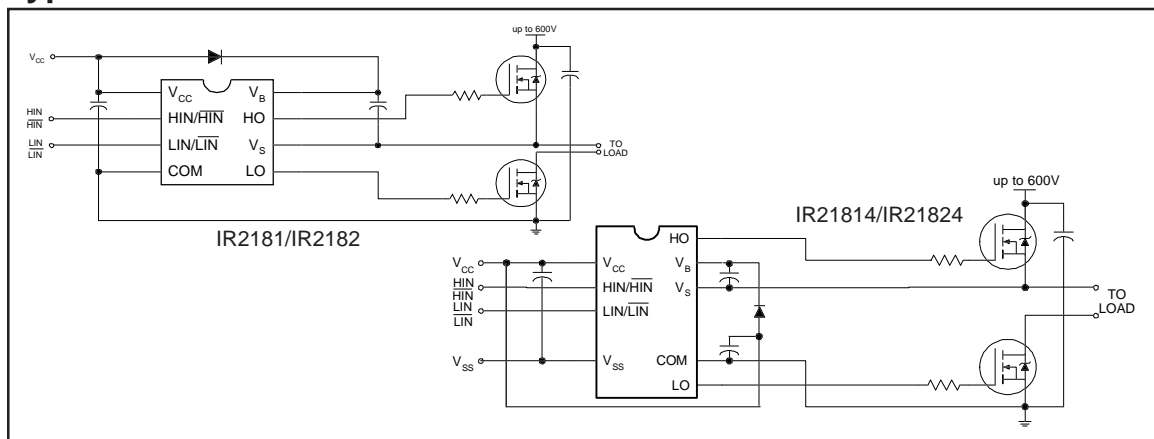 up to 600V
VCC
VCC VB
HIN HIN/HIN HO
HIN
LIN LIN/LIN VS TO
LIN LOAD
COM LO
IR2181/IR2182
up to 600V
IR21814/IR21824
HO
VCC VCC VB
HIN HIN/HIN VS
HIN
LIN LIN/LIN
LIN
TO
LOAD
VSS VSS COM
LO